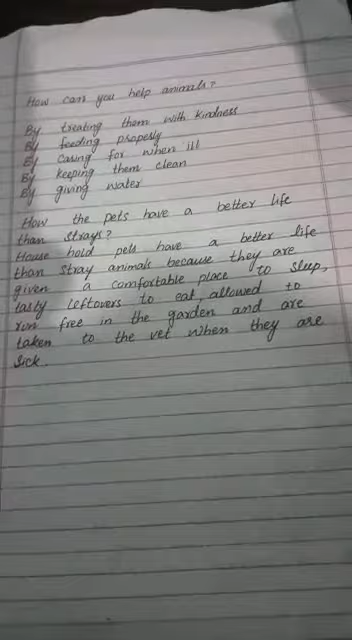 How can you help animals?
By treating them with kindness
By feeding properly
By caring for when ill
By keeping them clean
By giving water
How the pets have a better life
than strays?
House hold pets have a better life
than stray animals because they are
given a comfortable place to sleep,
tasty leftovers to eat, allowed to
run free in the garden and are
taken to the vet when they are
sick.